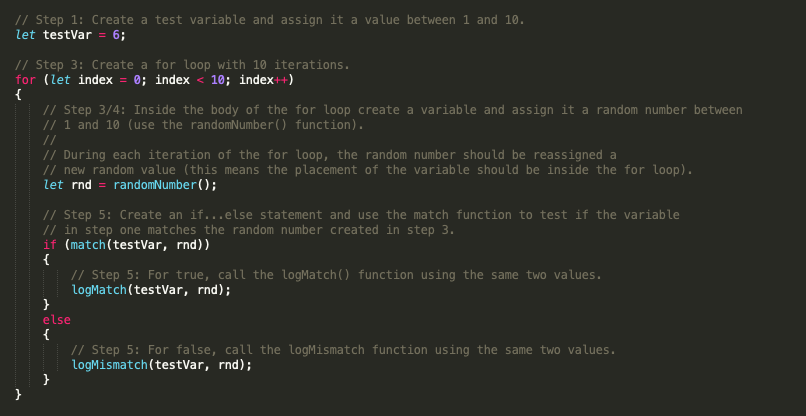 // Step 1: Create a test variable and assign it a value between 1 and 10.
let testVar = 6;
// Step 3: Create a for loop with 10 iterations.
for (let index = 0; index < 10; index++)
{
// Step 3/4: Inside the body of the for loop create a variable and assign it a random number between
// 1 and 10 (use the randomNumber() function).
//
// During each iteration of the for loop, the random number should be reassigned a
// new random value (this means the placement of the variable should be inside the for loop).
let rnd = randomNumber();
// Step 5: Create an if...else statement and use the match function to test if the variable
// in step one matches the random number created in step 3.
if (match(testVar, rnd))
{
// Step 5: For true, call the logMatch() function using the same two values.
logMatch(testVar, rnd);
}
else
{
// Step 5: For false, call the logMismatch function using the same two values.
logMismatch(testVar, rnd);
}
}